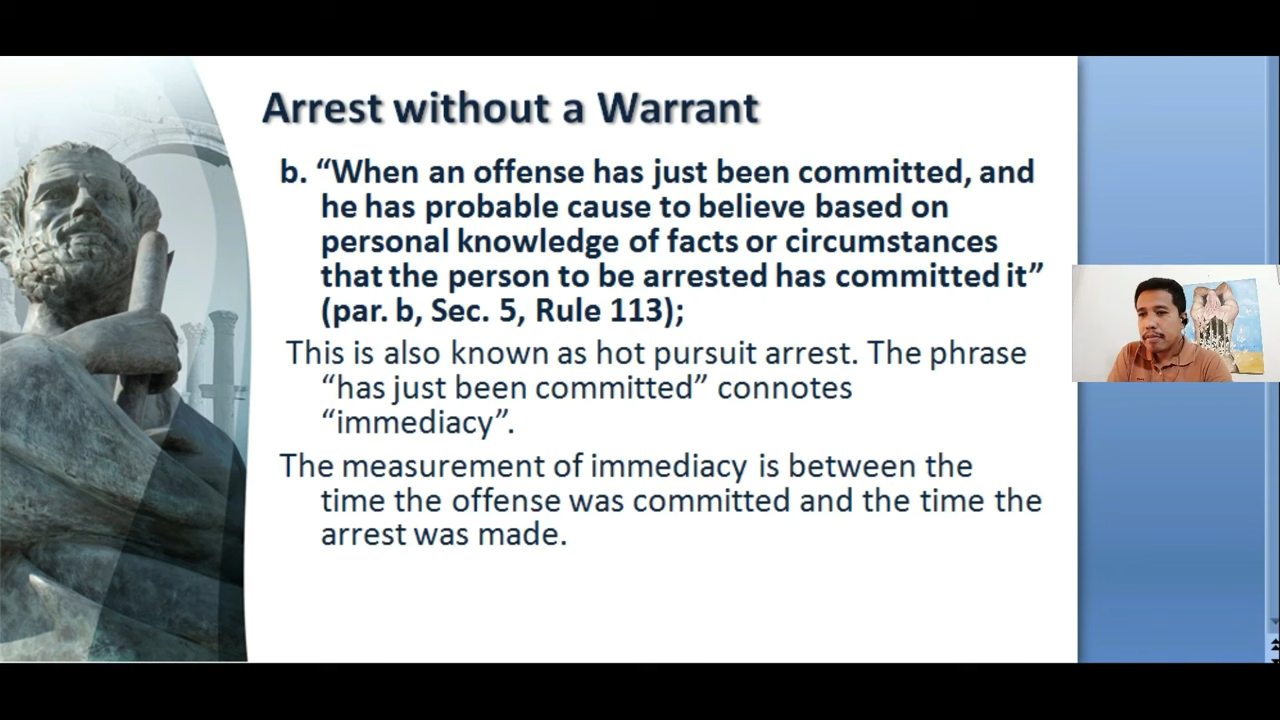 Arrest without a Warrant
b. “When an offense has just been committed, and
he has probable cause to believe based on
personal knowledge of facts or circumstances
that the person to be arrested has committed it”
(par. b, Sec. 5, Rule 113);
This is also known as hot pursuit arrest. The phrase
“has just been committed” connotes
“immediacy”.
The measurement of immediacy is between the
time the offense was committed and the time the
arrest was made.